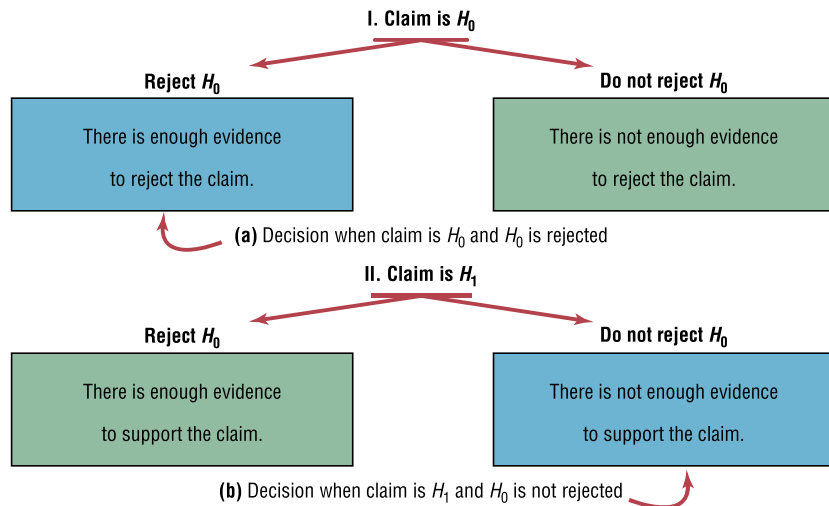 I. Claim is H₀
Reject H₀
Do not reject H₀
There is enough evidence
to reject the claim.
There is not enough evidence
to reject the claim.
(a) Decision when claim is H₀ and H₀ is rejected
II. Claim is H₁
Reject H₀
Do not reject H₀
There is enough evidence
to support the claim.
There is not enough evidence
to support the claim.
(b) Decision when claim is H₁ and H₀ is not rejected